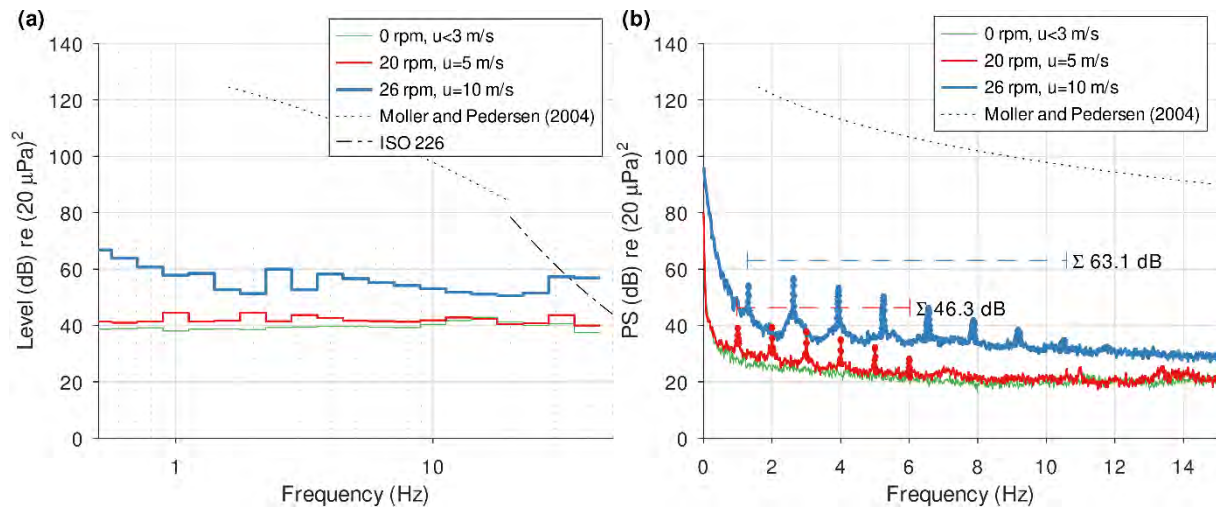 (a)
140
120
100
80
60
40
20
0
Level (dB) re (20 µPa)²
1
10
Frequency (Hz)
0 rpm, u<3 m/s
20 rpm, u=5 m/s
26 rpm, u=10 m/s
Moller and Pedersen (2004)
ISO 226
(b)
140
120
100
80
60
40
20
0
PS (dB) re (20 µPa)²
0
2
4
6
8
10
12
14
Frequency (Hz)
0 rpm, u<3 m/s
20 rpm, u=5 m/s
26 rpm, u=10 m/s
Moller and Pedersen (2004)
Σ 63.1 dB
Σ 46.3 dB